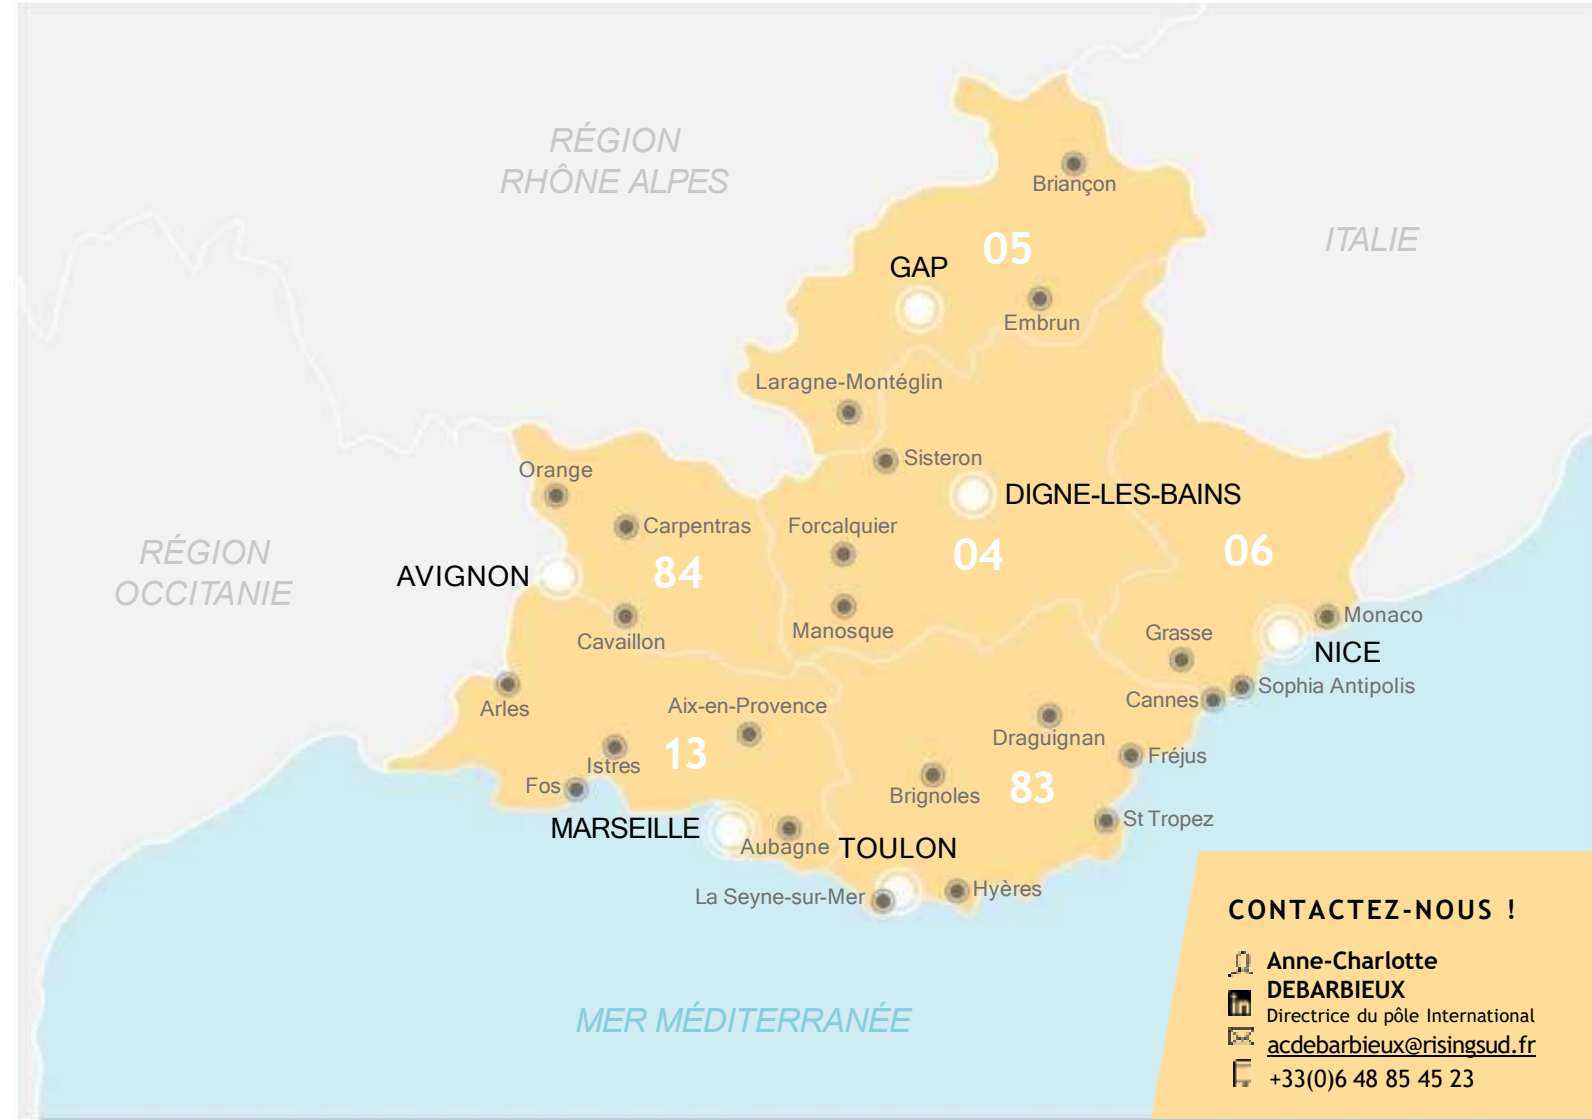 RÉGION
RHÔNE ALPES
Briançon
ITALIE
05
GAP
Embrun
Laragne-Montéglin
Sisteron
Orange
DIGNE-LES-BAINS
Carpentras
Forcalquier
RÉGION
OCCITANIE
04
06
84
AVIGNON
Manosque
Cavaillon
Monaco
Grasse
NICE
Sophia Antipolis
Cannes
Arles
Aix-en-Provence
Draguignan
13
Istres
Fréjus
Fos
Brignoles
83
St Tropez
MARSEILLE
Aubagne
TOULON
La Seyne-sur-Mer
Hyères
MER MÉDITERRANÉE
CONTACTEZ-NOUS !
Anne-Charlotte
DEBARBIEUX
in
Directrice du pôle International
acdebarbieux@risingsud.fr
+33(0)6 48 85 45 23